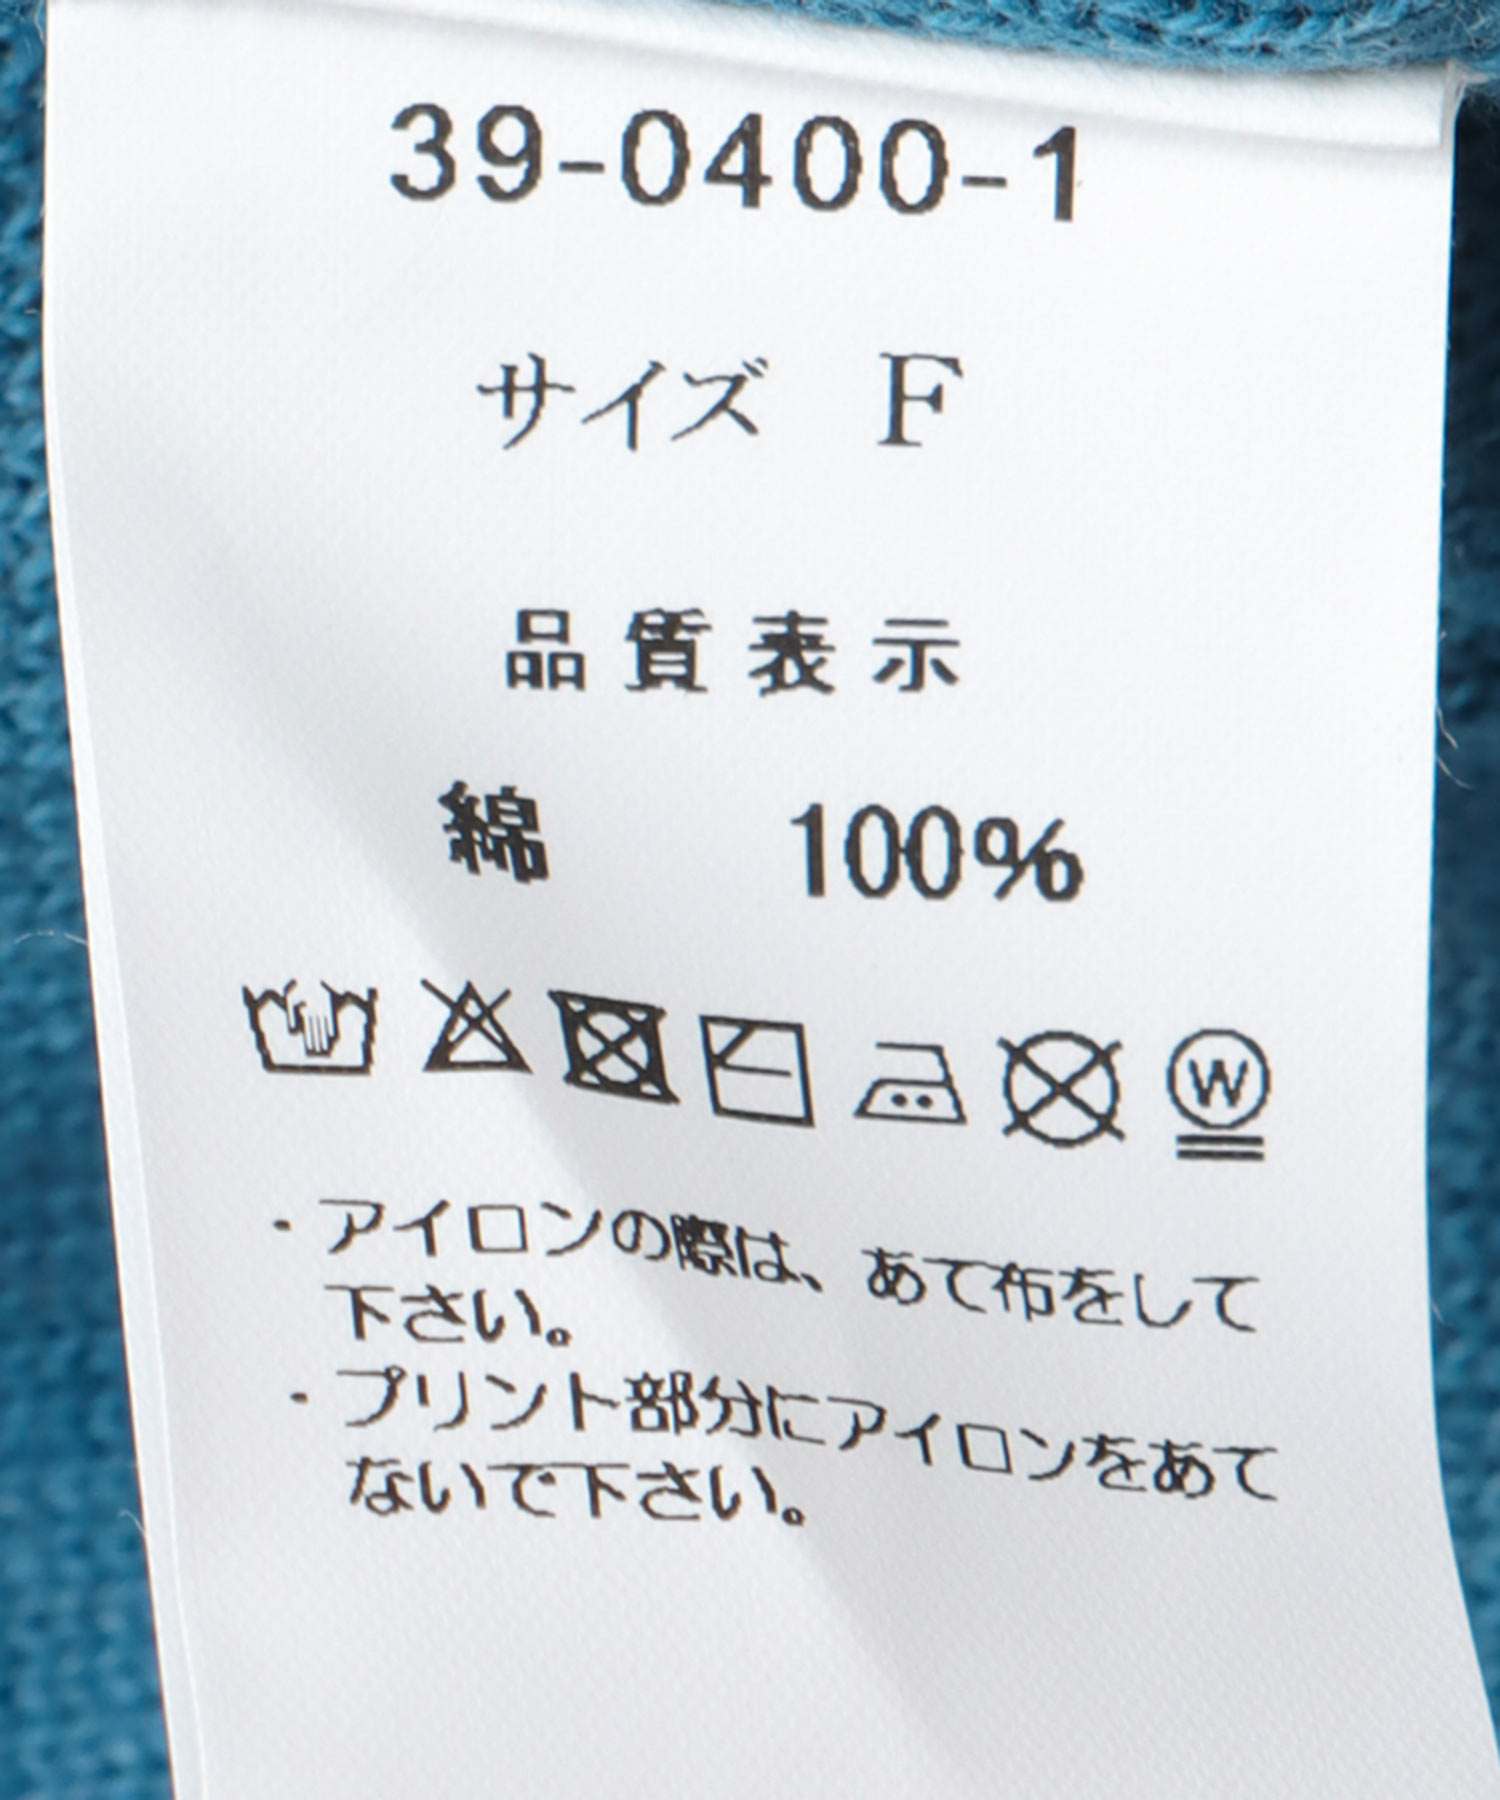 39-0400-1
サイズ F
品質表示
綿 100%
W
・アイロンの際は、あて布をして
下さい。
・プリント部分にアイロンをあて
ないで下さい。